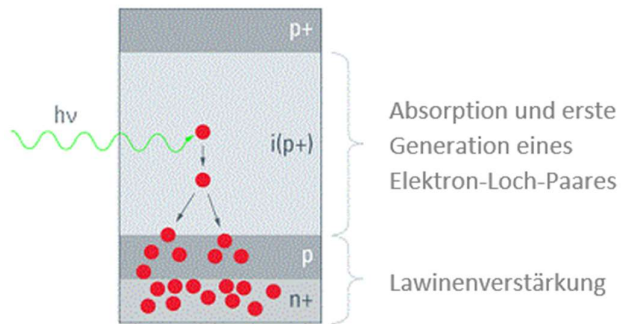 p+
hν
i(p+)
Absorption und erste
Generation eines
Elektron-Loch-Paares
p
n+
Lawinenverstärkung